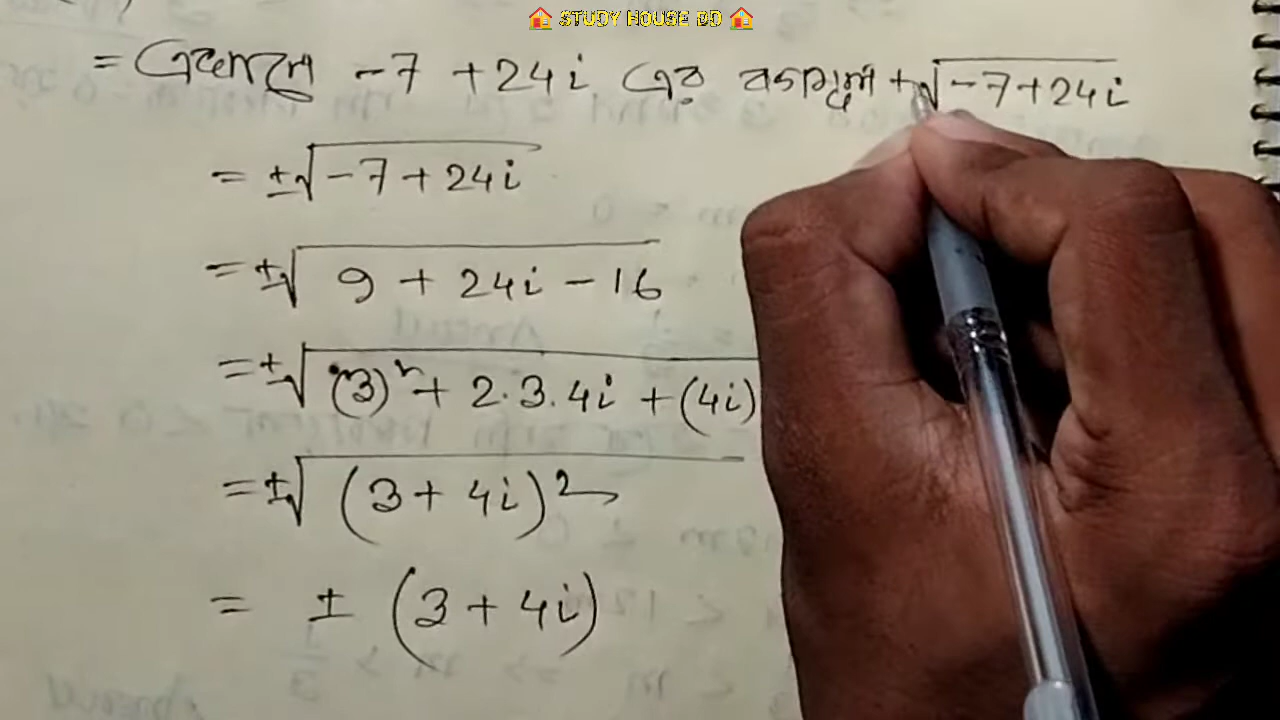 🏠 STUDY HOUSE BD 🏠
= -7 + 24i এর বর্গমূল ±√-7+24i
= ±√-7+24i
= ±√9 + 24i - 16
= ±√(3)² + 2.3.4i + (4i)
= ±√(3 + 4i)²
= ± (3 + 4i)